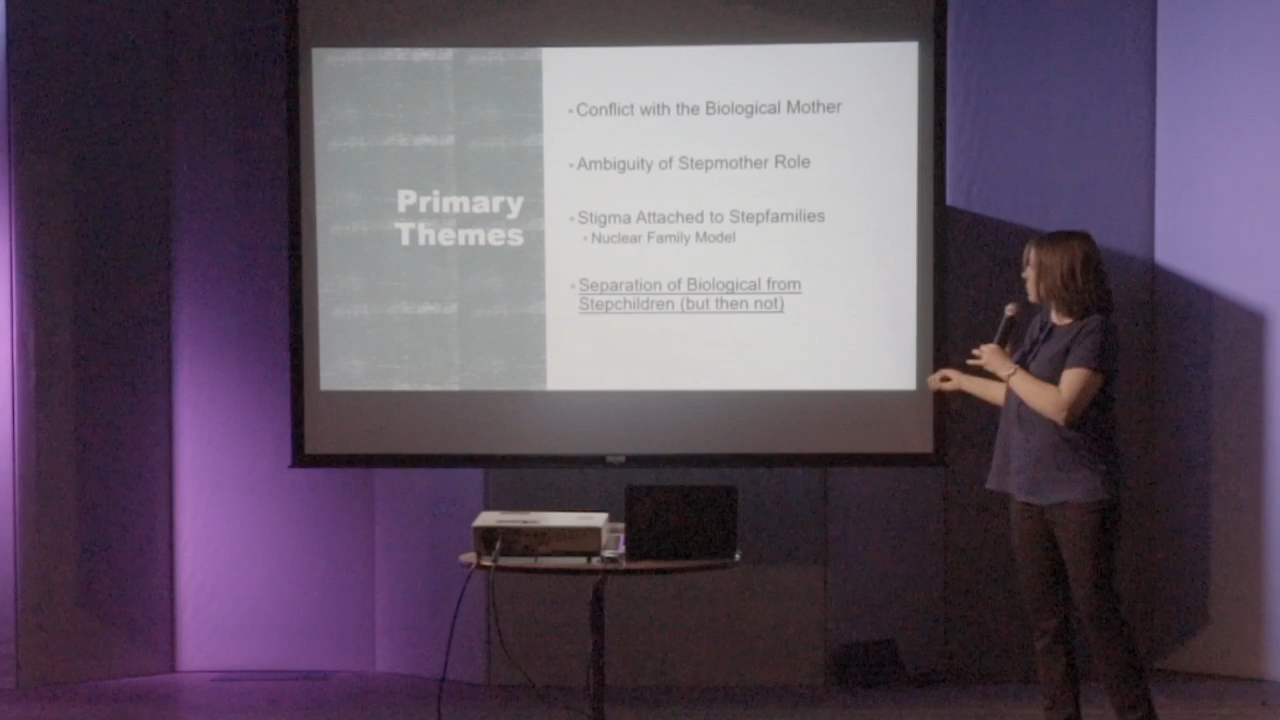 Primary
Themes
Conflict with the Biological Mother
Ambiguity of Stepmother Role
Stigma Attached to Stepfamilies
Nuclear Family Model
Separation of Biological from
Stepchildren (but then not)